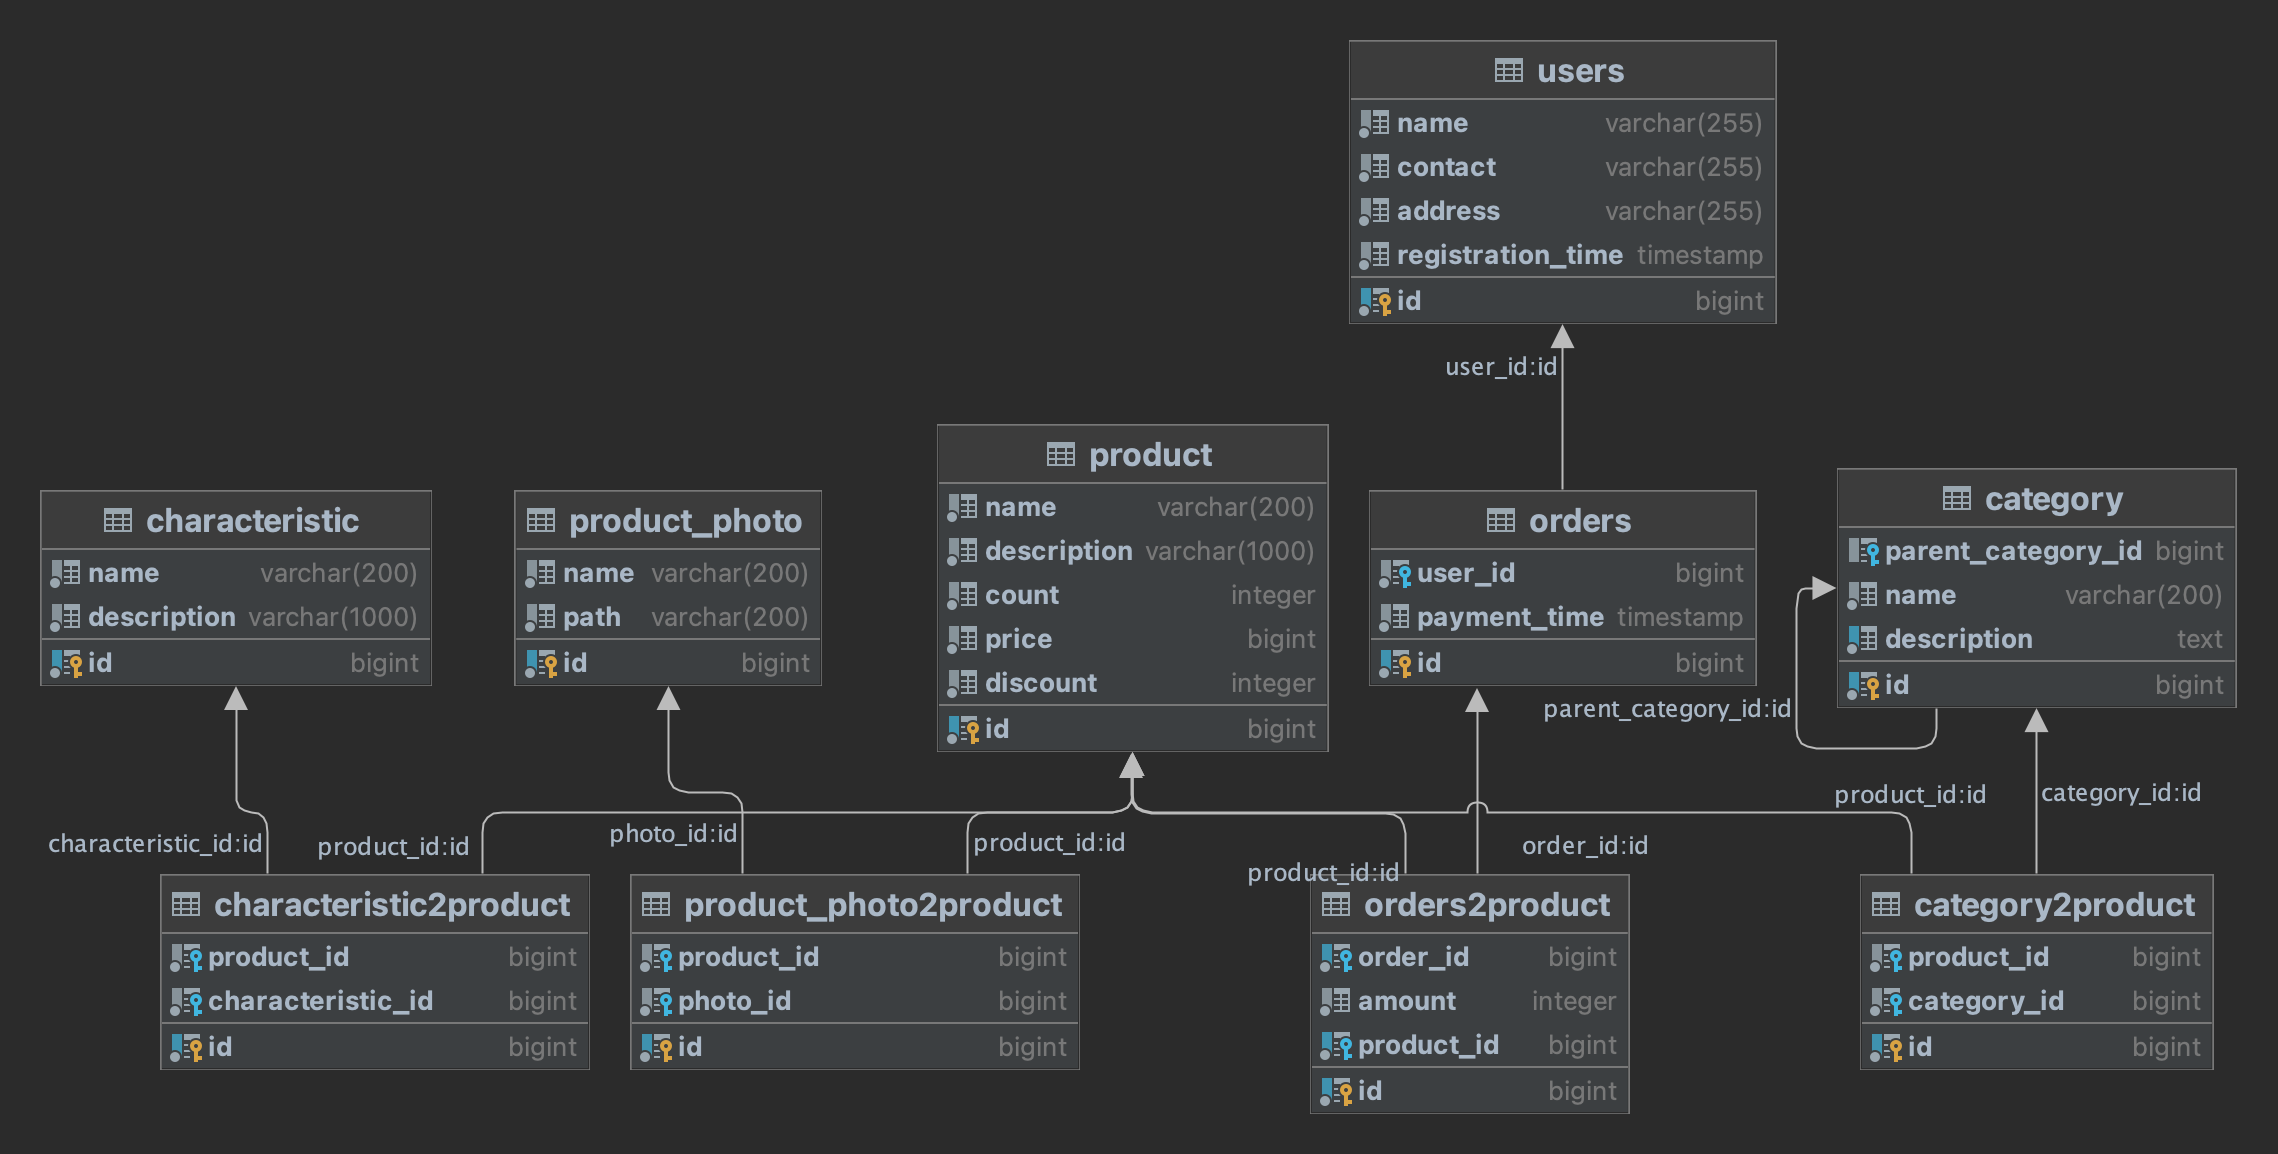 users
name varchar(255)
contact varchar(255)
address varchar(255)
registration_time timestamp
id bigint
user_id:id
product
name varchar(200)
description varchar(1000)
count integer
price bigint
discount integer
id bigint
characteristic
name varchar(200)
description varchar(1000)
id bigint
product_photo
name varchar(200)
path varchar(200)
id bigint
orders
user_id bigint
payment_time timestamp
id bigint
category
parent_category_id bigint
name varchar(200)
description text
id bigint
parent_category_id:id
characteristic_id:id
product_id:id
photo_id:id
product_id:id
product_id:id
order_id:id
product_id:id
category_id:id
characteristic2product
product_id bigint
characteristic_id bigint
id bigint
product_photo2product
product_id bigint
photo_id bigint
id bigint
orders2product
order_id bigint
amount integer
product_id bigint
id bigint
category2product
product_id bigint
category_id bigint
id bigint